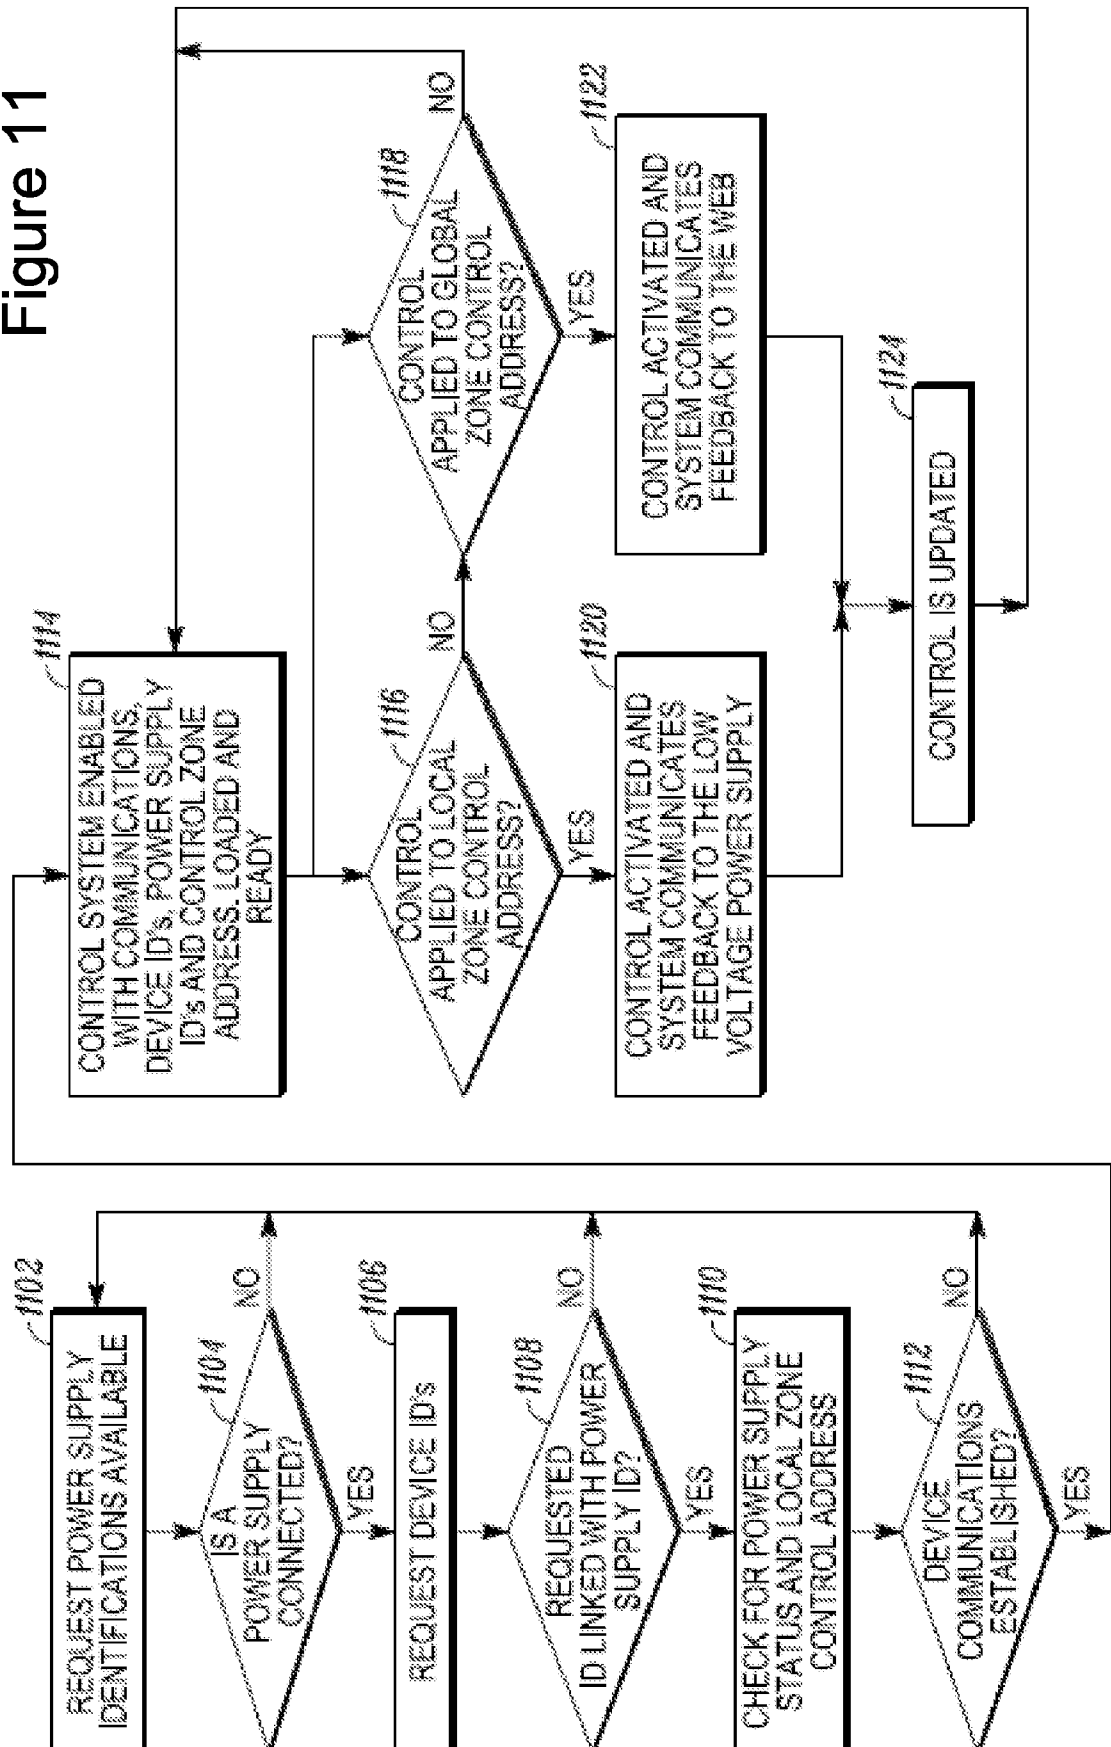 Figure 11
1102
REQUEST POWER SUPPLY
IDENTIFICATIONS AVAILABLE
1104
IS A
POWER SUPPLY
CONNECTED?
NO
YES
1106
REQUEST DEVICE ID's
1108
REQUESTED
ID LINKED WITH POWER
SUPPLY ID?
NO
YES
1110
CHECK FOR POWER SUPPLY
STATUS AND LOCAL ZONE
CONTROL ADDRESS
1112
DEVICE
COMMUNICATIONS
ESTABLISHED?
NO
YES
1114
CONTROL SYSTEM ENABLED
WITH COMMUNICATIONS,
DEVICE ID's, POWER SUPPLY
ID's AND CONTROL ZONE
ADDRESS. LOADED AND
READY
1116
CONTROL
APPLIED TO LOCAL
ZONE CONTROL
ADDRESS?
NO
YES
1118
CONTROL
APPLIED TO GLOBAL
ZONE CONTROL
ADDRESS?
NO
YES
1120
CONTROL ACTIVATED AND
SYSTEM COMMUNICATES
FEEDBACK TO THE LOW
VOLTAGE POWER SUPPLY
1122
CONTROL ACTIVATED AND
SYSTEM COMMUNICATES
FEEDBACK TO THE WEB
1124
CONTROL IS UPDATED